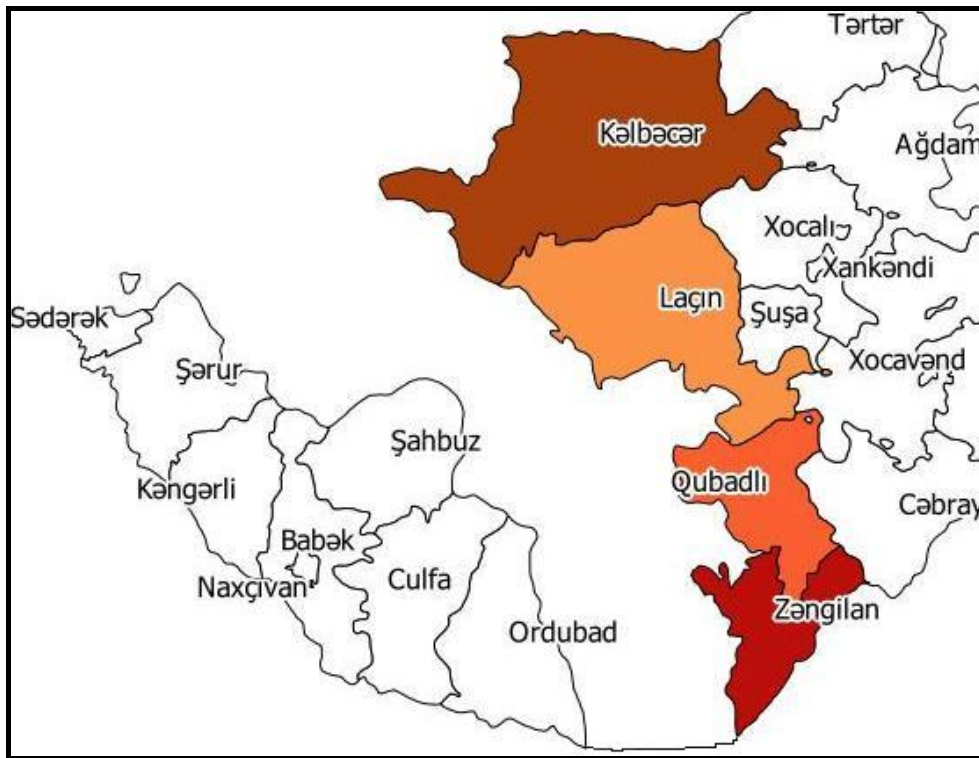 Tərtər
Kəlbəcər
Ağdam
Xocalı
Xankəndi
Laçın
Şuşa
Sədərək
Xocavənd
Şərur
Şahbuz
Qubadlı
Kəngərli
Cəbray
Babək
Naxçıvan
Culfa
Zəngilan
Ordubad